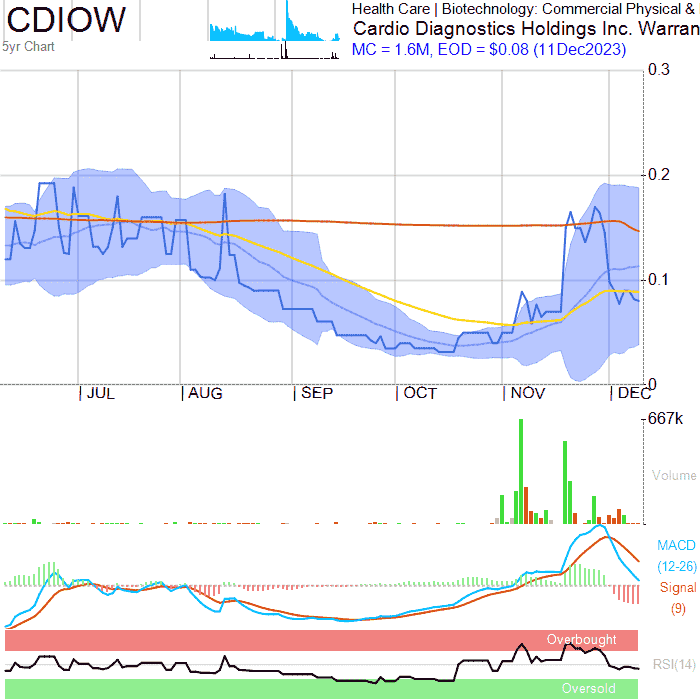 CDIOW
5yr Chart
Health Care | Biotechnology: Commercial Physical &
Cardio Diagnostics Holdings Inc. Warran
MC = 1.6M, EOD = $0.08 (11Dec2023)
0.3
0.2
0.1
0
JUL AUG SEP OCT NOV DEC
667k
Volume
MACD
(12-26)
Signal
(9)
Overbought
RSI(14)
Oversold